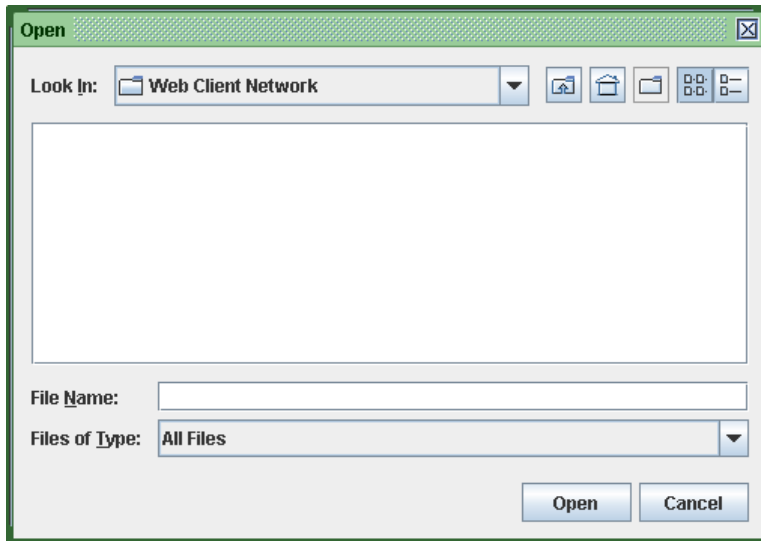 Open
Look In: Web Client Network
File Name:
Files of Type: All Files
Open Cancel